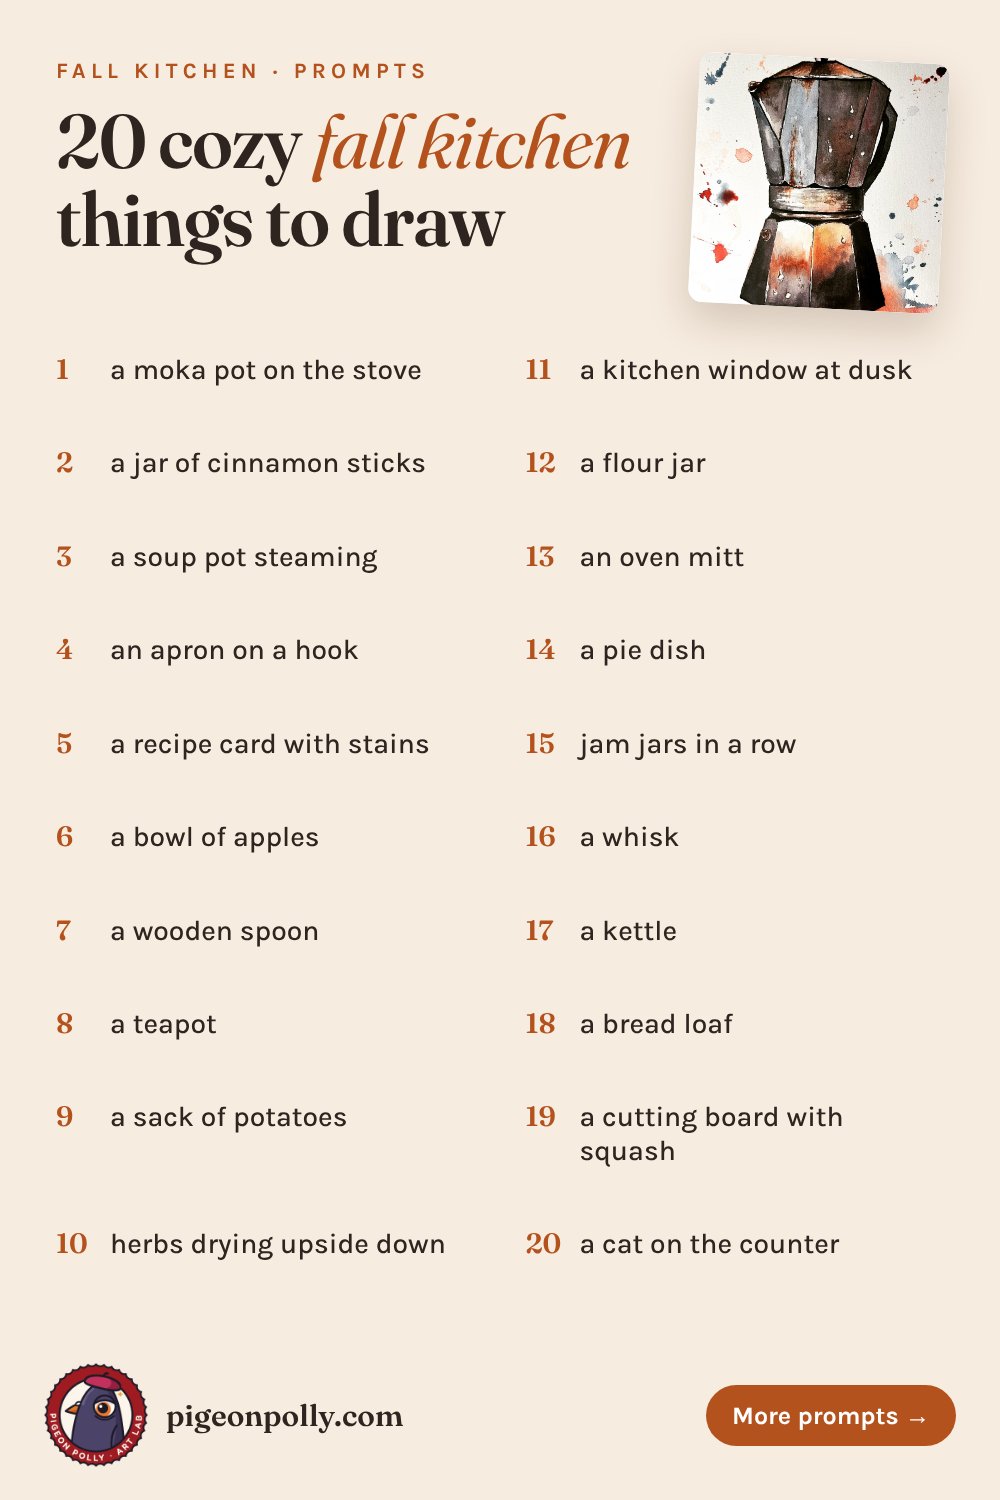 FALL KITCHEN · PROMPTS
20 cozy fall kitchen
things to draw
1 a moka pot on the stove
2 a jar of cinnamon sticks
3 a soup pot steaming
4 an apron on a hook
5 a recipe card with stains
6 a bowl of apples
7 a wooden spoon
8 a teapot
9 a sack of potatoes
10 herbs drying upside down
11 a kitchen window at dusk
12 a flour jar
13 an oven mitt
14 a pie dish
15 jam jars in a row
16 a whisk
17 a kettle
18 a bread loaf
19 a cutting board with
squash
20 a cat on the counter
PIGEON POLLY · ART LAB
pigeonpolly.com
More prompts →